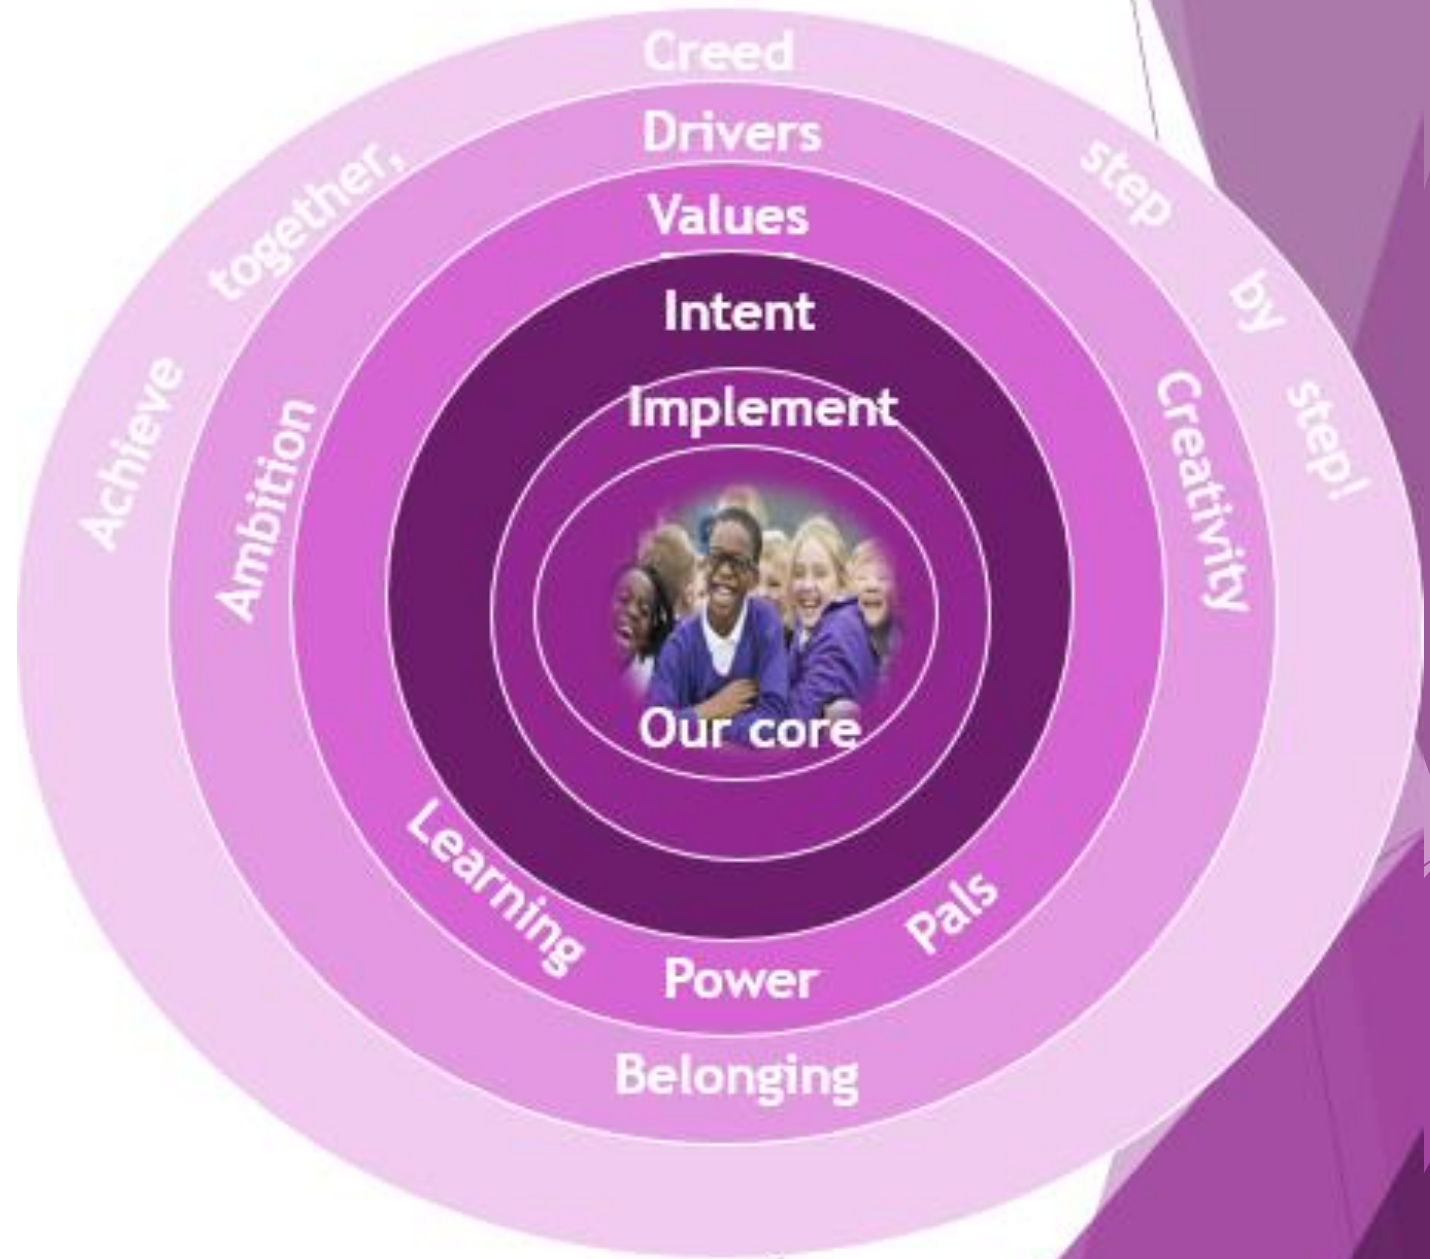 Creed
Achieve together, step by step!
Drivers
Ambition
Creativity
Belonging
Values
Learning Power Pals
Intent
Implement
Our core